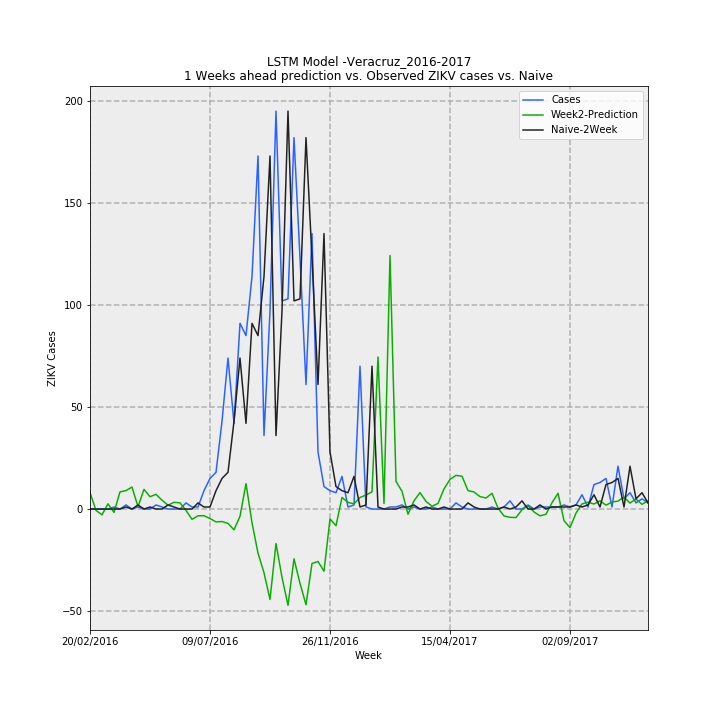 LSTM Model -Veracruz_2016-2017
1 Weeks ahead prediction vs. Observed ZIKV cases vs. Naive
Cases
Week2-Prediction
Naive-2Week
200
150
100
50
0
−50
ZIKV Cases
20/02/2016
09/07/2016
26/11/2016
15/04/2017
02/09/2017
Week